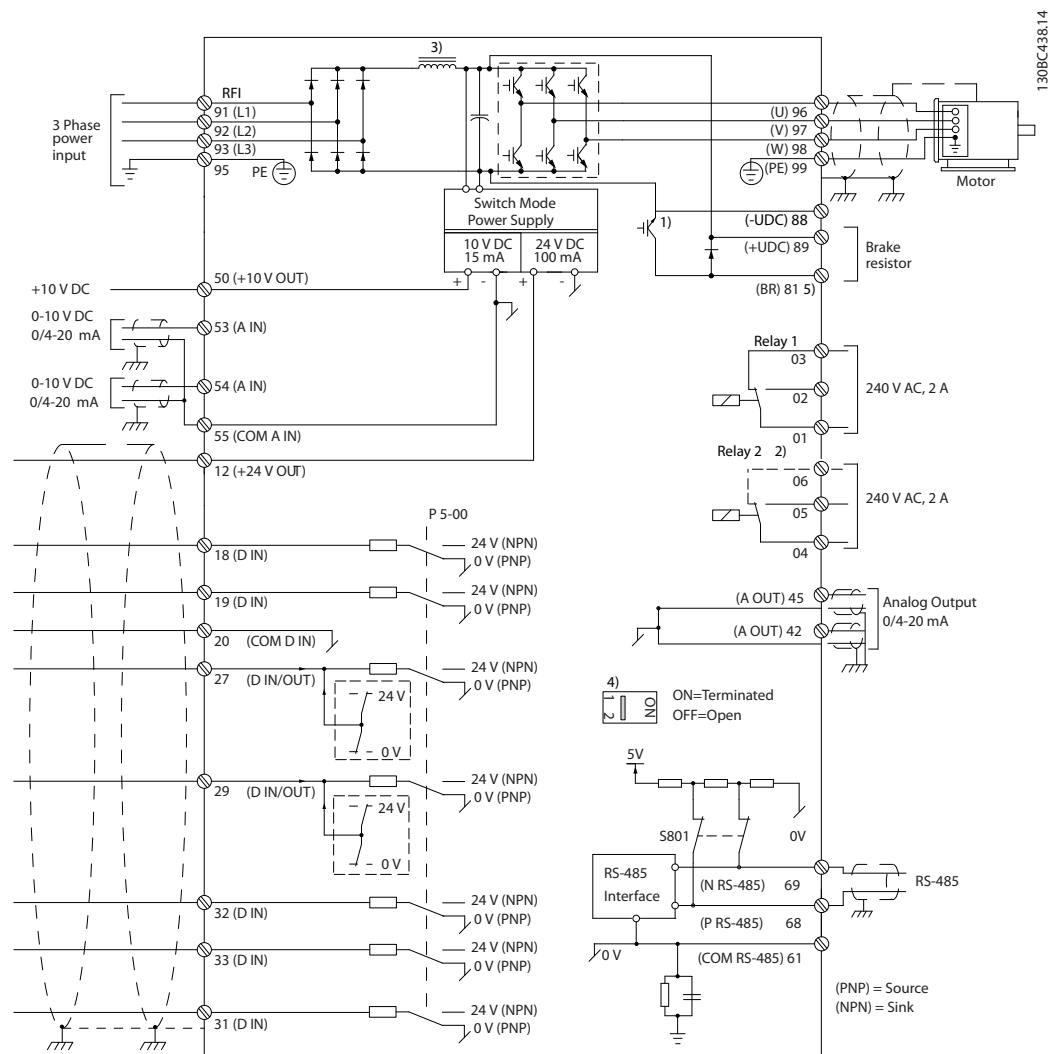 130BC438.14
3)
RFI
91 (L1)
92 (L2)
93 (L3)
95
PE
3 Phase
power
input
(U) 96
(V) 97
(W) 98
(PE) 99
Motor
Switch Mode
Power Supply
10 V DC
15 mA
24 V DC
100 mA
+ - + -
1)
(-UDC) 88
(+UDC) 89
(BR) 81 5)
Brake
resistor
+10 V DC
50 (+10 V OUT)
0-10 V DC
0/4-20 mA
53 (A IN)
0-10 V DC
0/4-20 mA
54 (A IN)
55 (COM A IN)
12 (+24 V OUT)
Relay 1
03
02
01
240 V AC, 2 A
Relay 2 2)
06
05
04
240 V AC, 2 A
P 5-00
18 (D IN)
24 V (NPN)
0 V (PNP)
19 (D IN)
24 V (NPN)
0 V (PNP)
20 (COM D IN)
27 (D IN/OUT)
24 V (NPN)
0 V (PNP)
24 V
0 V
29 (D IN/OUT)
24 V (NPN)
0 V (PNP)
24 V
0 V
32 (D IN)
24 V (NPN)
0 V (PNP)
33 (D IN)
24 V (NPN)
0 V (PNP)
31 (D IN)
24 V (NPN)
0 V (PNP)
(A OUT) 45
(A OUT) 42
Analog Output
0/4-20 mA
4)
1
2
ON
ON=Terminated
OFF=Open
5V
S801
0V
RS-485
Interface
(N RS-485) 69
(P RS-485) 68
RS-485
0 V
(COM RS-485) 61
(PNP) = Source
(NPN) = Sink